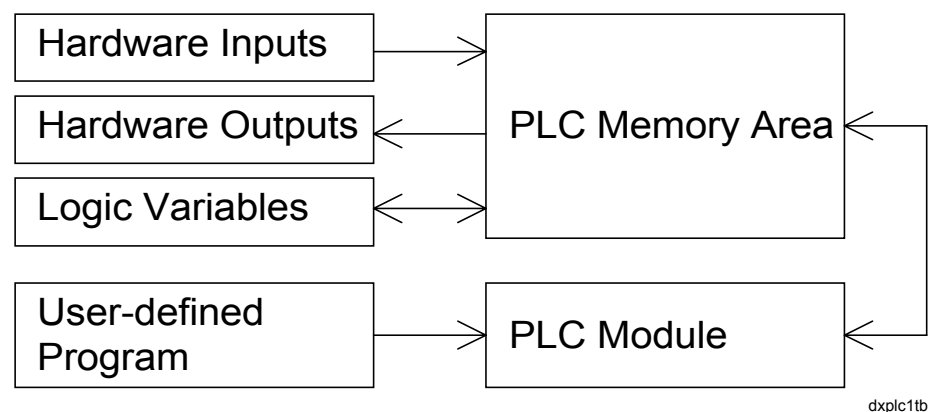 Hardware Inputs
Hardware Outputs
PLC Memory Area
Logic Variables
User-defined
Program
PLC Module
dxplc1tb